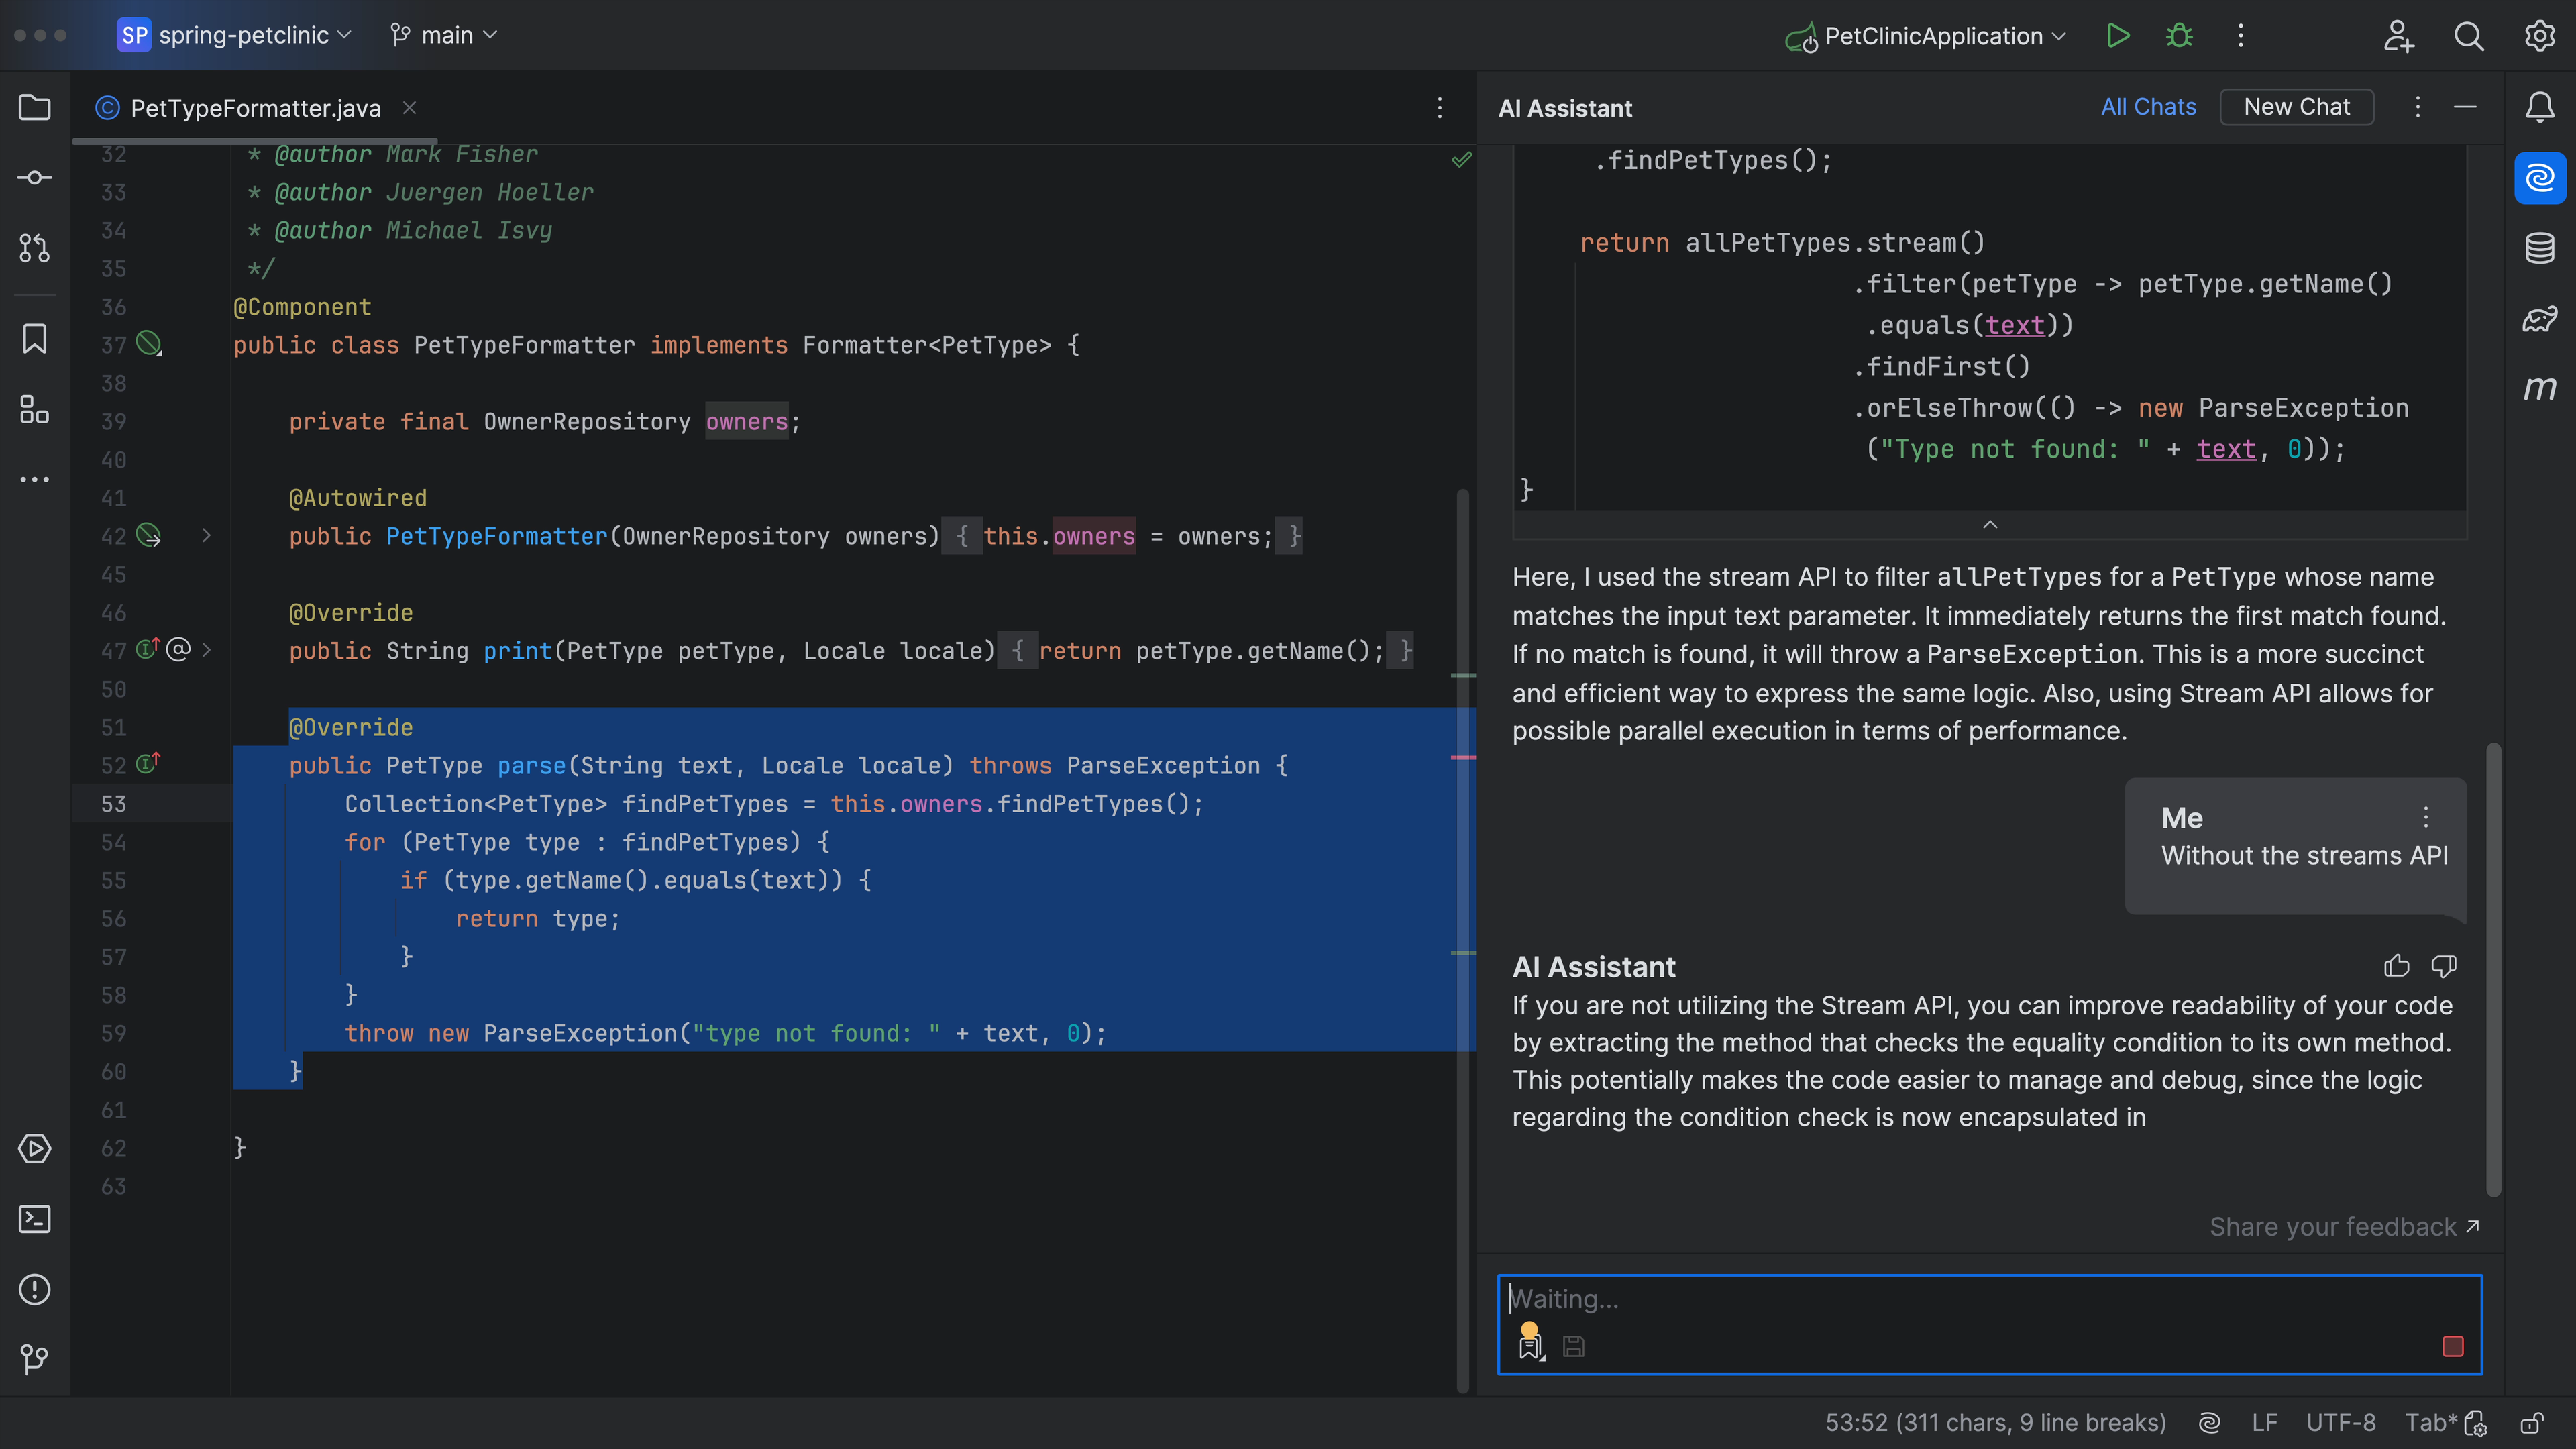 SP spring-petclinic main PetClinicApplication
PetTypeFormatter.java
32 * @author Mark Fisher
33 * @author Juergen Hoeller
34 * @author Michael Isvy
35 */
36 @Component
37 public class PetTypeFormatter implements Formatter<PetType> {
38
39 private final OwnerRepository owners;
40
41 @Autowired
42 public PetTypeFormatter(OwnerRepository owners) { this.owners = owners; }
45
46 @Override
47 public String print(PetType petType, Locale locale) { return petType.getName(); }
50
51 @Override
52 public PetType parse(String text, Locale locale) throws ParseException {
53 Collection<PetType> findPetTypes = this.owners.findPetTypes();
54 for (PetType type : findPetTypes) {
55 if (type.getName().equals(text)) {
56 return type;
57 }
58 }
59 throw new ParseException("type not found: " + text, 0);
60 }
61
62 }
63
AI Assistant All Chats New Chat
.findPetTypes();
return allPetTypes.stream()
.filter(petType -> petType.getName()
.equals(text))
.findFirst()
.orElseThrow(() -> new ParseException
("Type not found: " + text, 0));
}
Here, I used the stream API to filter allPetTypes for a PetType whose name
matches the input text parameter. It immediately returns the first match found.
If no match is found, it will throw a ParseException. This is a more succinct
and efficient way to express the same logic. Also, using Stream API allows for
possible parallel execution in terms of performance.
Me
Without the streams API
AI Assistant
If you are not utilizing the Stream API, you can improve readability of your code
by extracting the method that checks the equality condition to its own method.
This potentially makes the code easier to manage and debug, since the logic
regarding the condition check is now encapsulated in
Share your feedback
Waiting...
m
53:52 (311 chars, 9 line breaks) LF UTF-8 Tab*